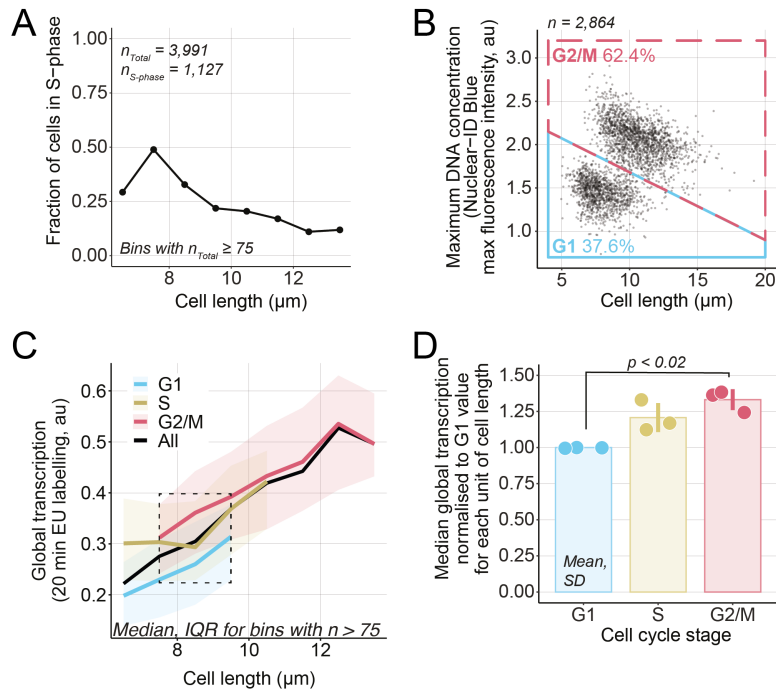 A
Fraction of cells in S−phase
1.00
0.75
0.50
0.25
0.00
n Total = 3,991
n S-phase = 1,127
Bins with n Total ≥ 75
8
10
12
Cell length (μm)
B
n = 2,864
Maximum DNA concentration
(Nuclear−ID Blue
max fluorescence intensity, au)
3.0
2.5
2.0
1.5
1.0
G2/M 62.4%
G1 37.6%
5
10
15
20
Cell length (μm)
C
Global transcription
(20 min EU labelling, au)
0.6
0.5
0.4
0.3
0.2
G1
S
G2/M
All
Median, IQR for bins with n > 75
8
10
12
Cell length (μm)
D
Median global transcription
normalised to G1 value
for each unit of cell length
1.50
1.25
1.00
0.75
0.50
0.25
0.00
p < 0.02
Mean,
SD
G1
S
G2/M
Cell cycle stage